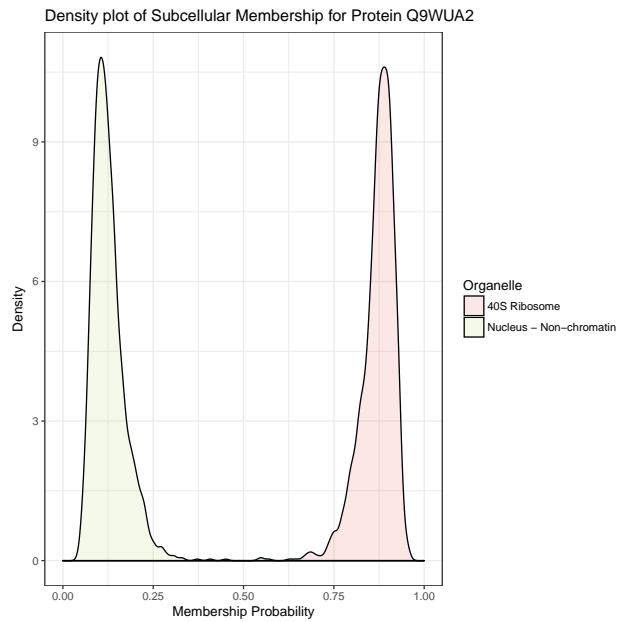 Density plot of Subcellular Membership for Protein Q9WUA2
9
6
3
0
Density
0.00 0.25 0.50 0.75 1.00
Membership Probability
Organelle
40S Ribosome
Nucleus − Non−chromatin